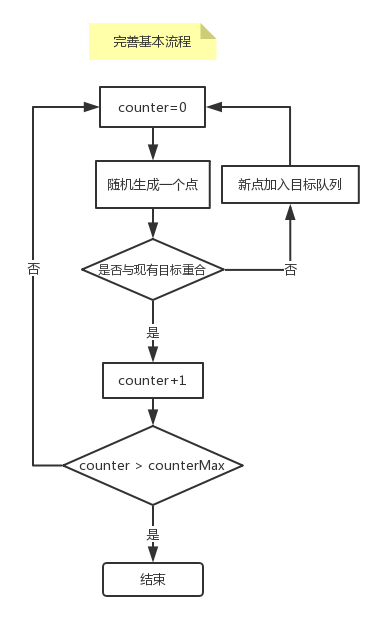 完善基本流程
counter=0
随机生成一个点
新点加入目标队列
是否与现有目标重合
否
否
是
counter+1
counter > counterMax
是
结束